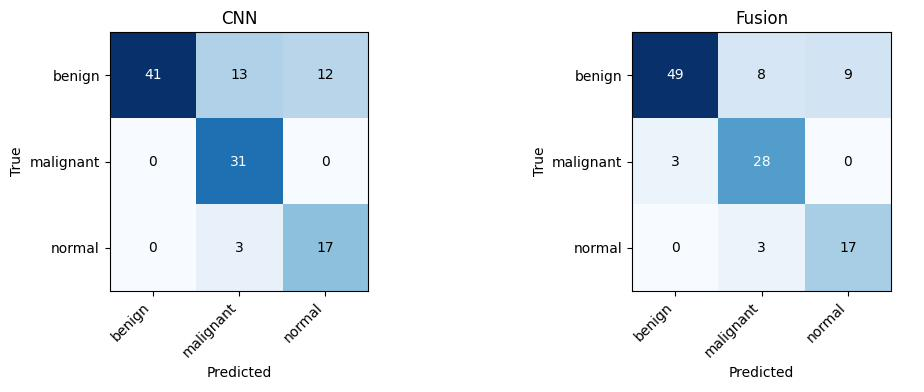 CNN
benign 41 13 12
malignant 0 31 0
normal 0 3 17
True
benign malignant normal
Predicted
Fusion
benign 49 8 9
malignant 3 28 0
normal 0 3 17
True
benign malignant normal
Predicted